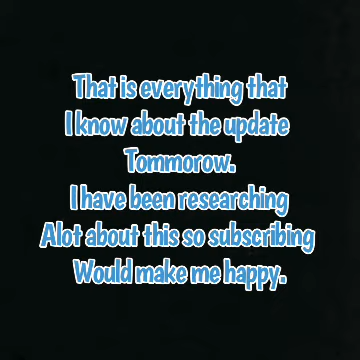 That is everything that
I know about the update
Tommorow.
I have been researching
Alot about this so subscribing
Would make me happy.